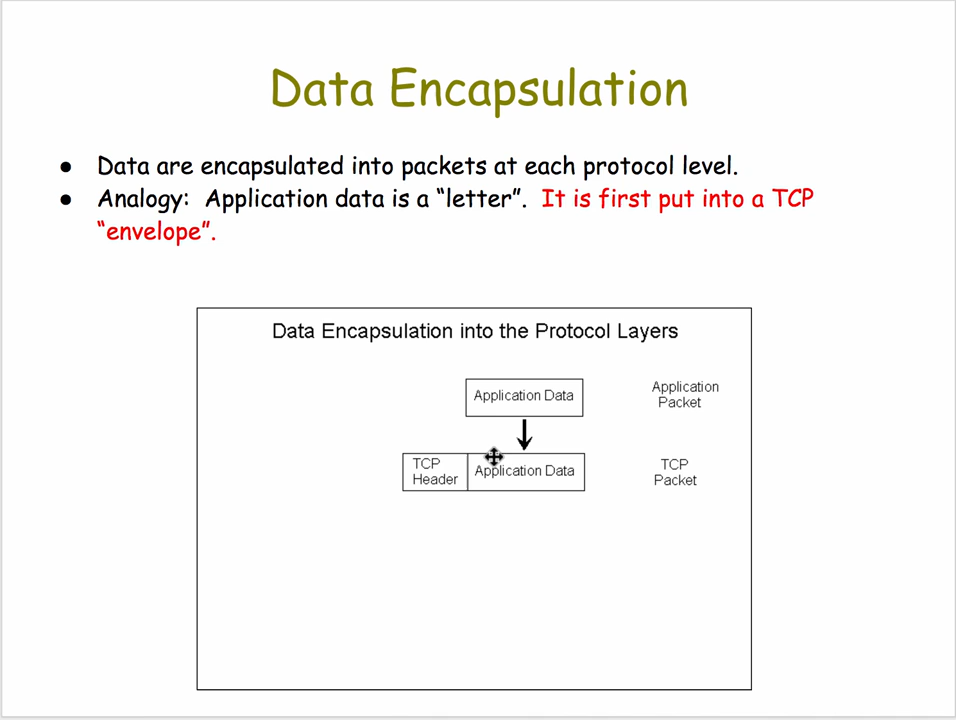 Data Encapsulation
● Data are encapsulated into packets at each protocol level.
● Analogy: Application data is a “letter”. It is first put into a TCP
“envelope”.
Data Encapsulation into the Protocol Layers
Application Data
Application
Packet
TCP
Header
Application Data
TCP
Packet